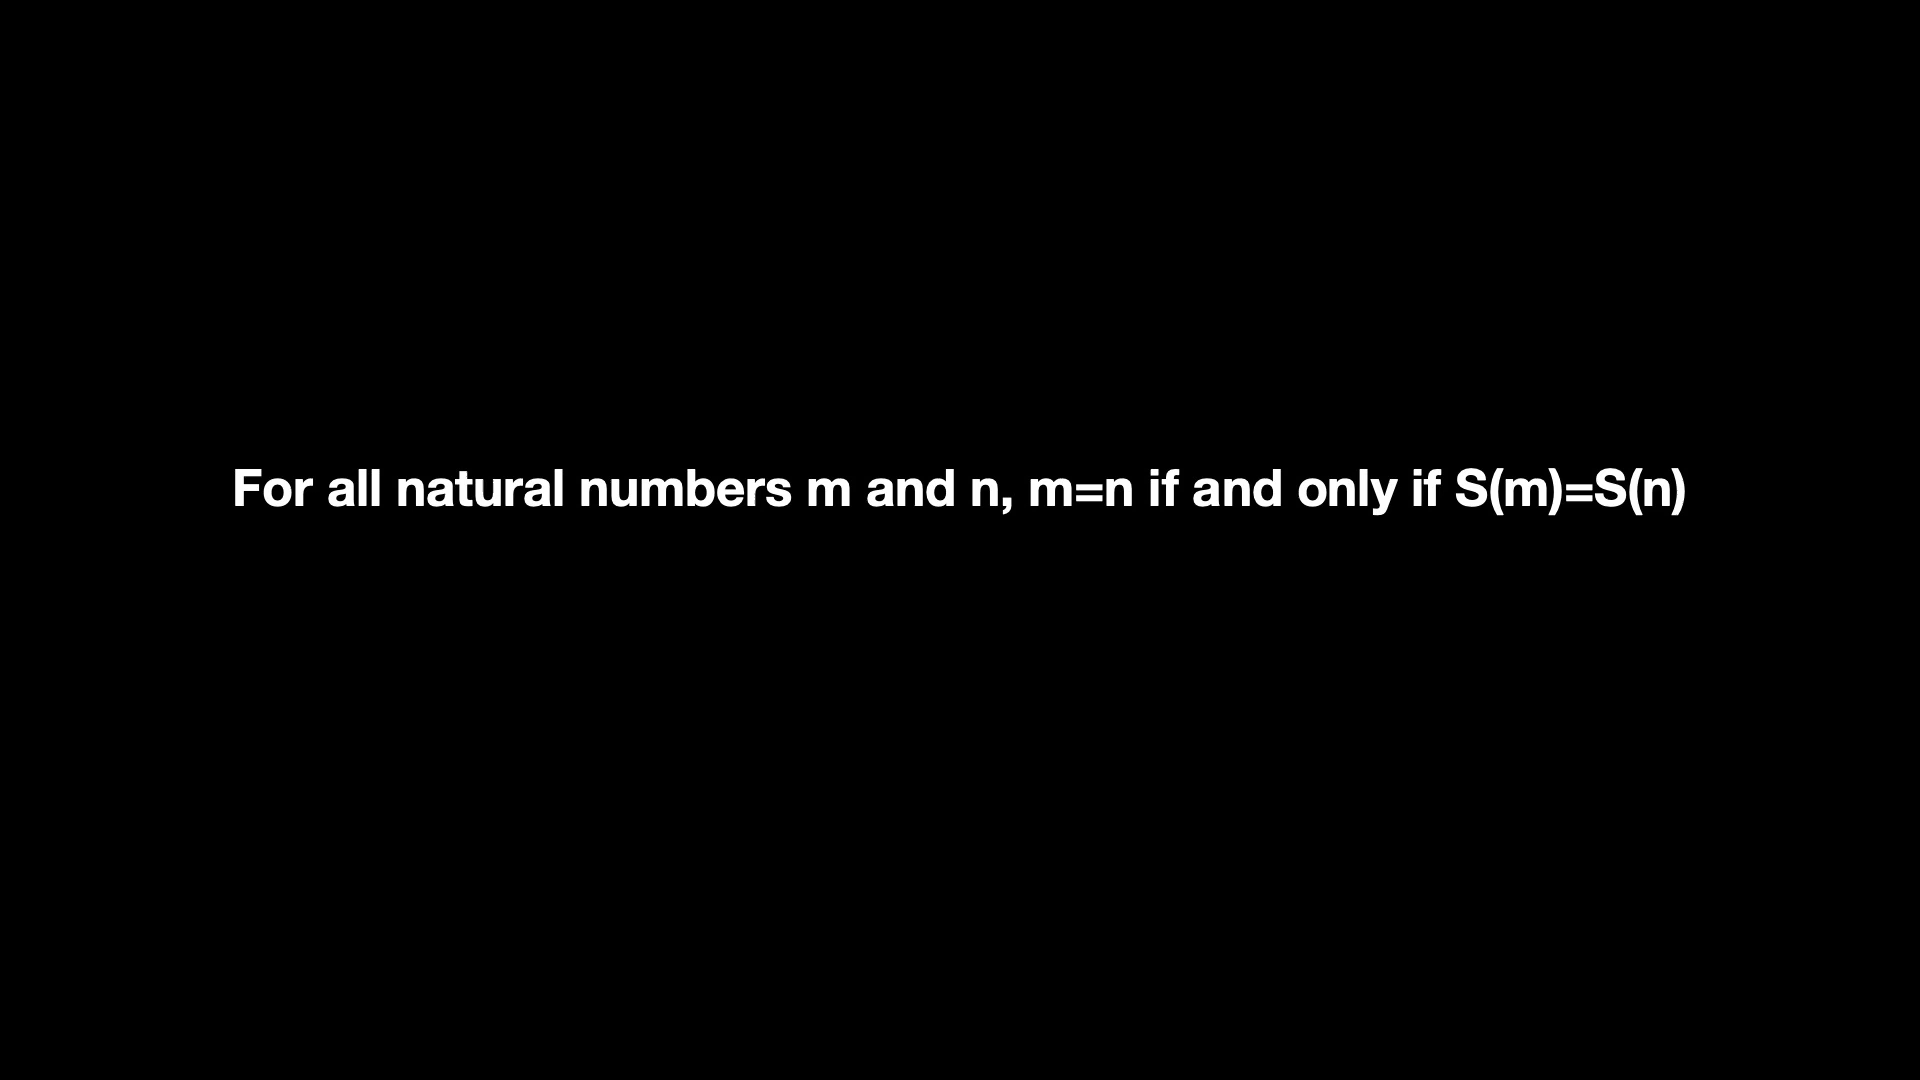 For all natural numbers m and n, m=n if and only if S(m)=S(n)